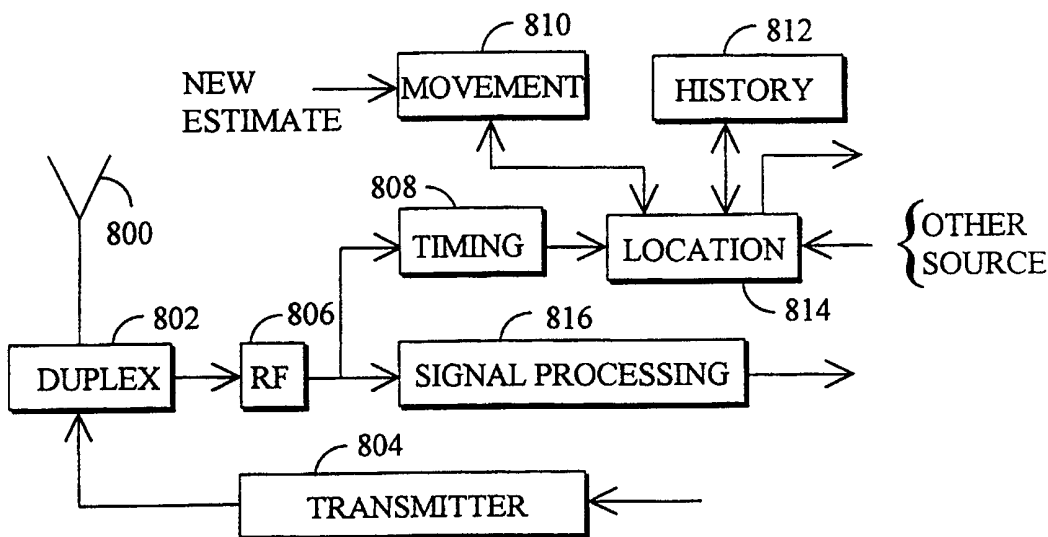 810
812
NEW
ESTIMATE
MOVEMENT
HISTORY
800
808
TIMING
LOCATION
{OTHER
SOURCE
814
802
806
816
DUPLEX
RF
SIGNAL PROCESSING
804
TRANSMITTER